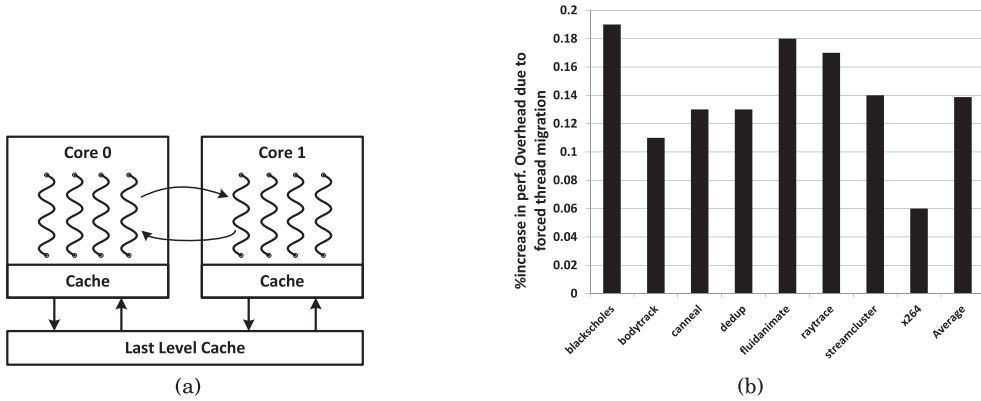 Core 0
Core 1
Cache
Cache
Last Level Cache
(a)
%increase in perf. Overhead due to
forced thread migration
0.2
0.18
0.16
0.14
0.12
0.1
0.08
0.06
0.04
0.02
0
blackscholes
bodytrack
canneal
dedup
fluidanimate
raytrace
streamcluster
x264
Average
(b)